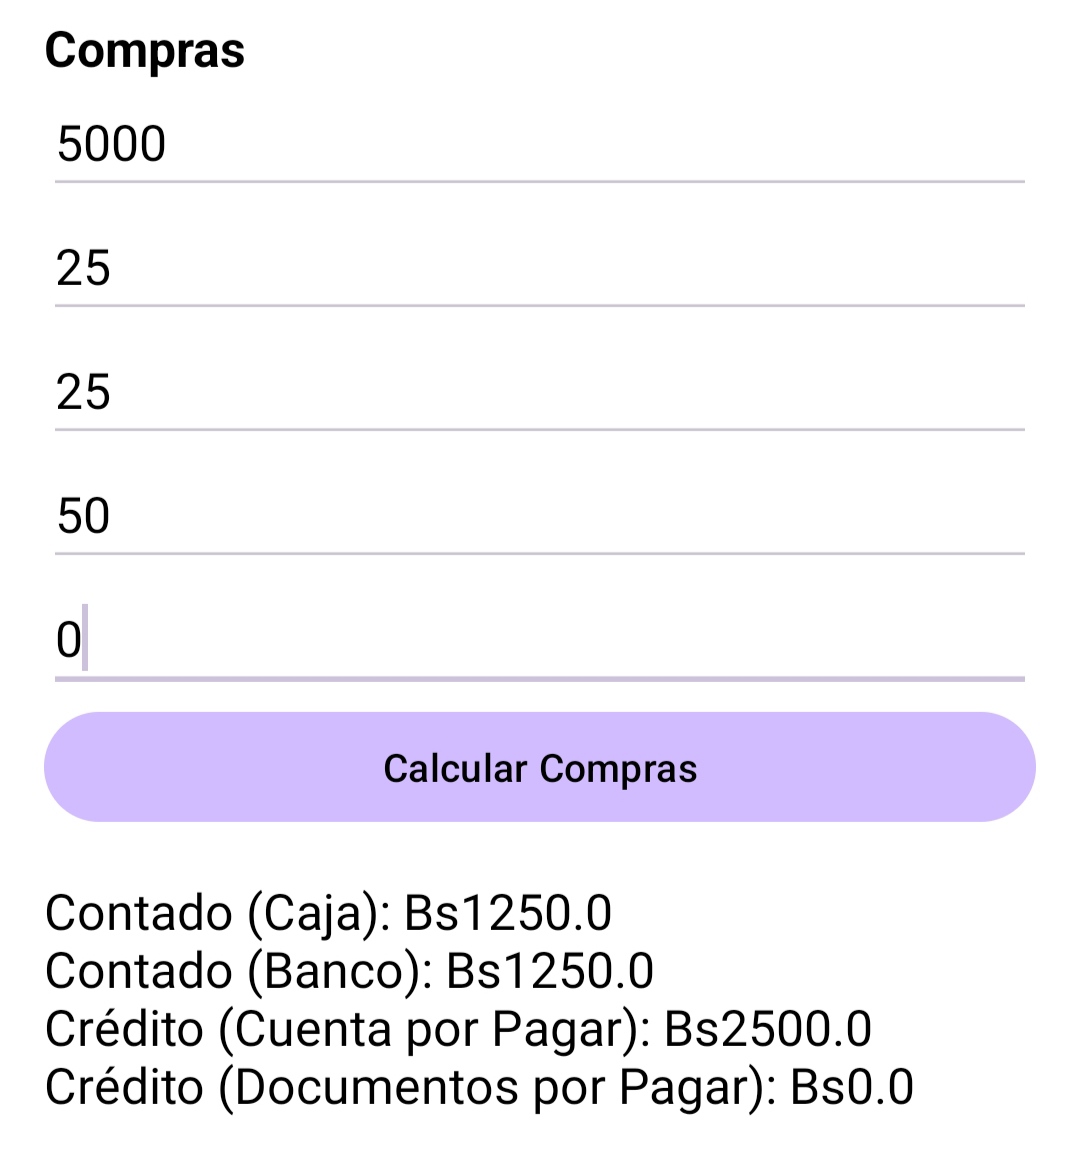 Compras
5000
25
25
50
0
Calcular Compras
Contado (Caja): Bs1250.0
Contado (Banco): Bs1250.0
Crédito (Cuenta por Pagar): Bs2500.0
Crédito (Documentos por Pagar): Bs0.0